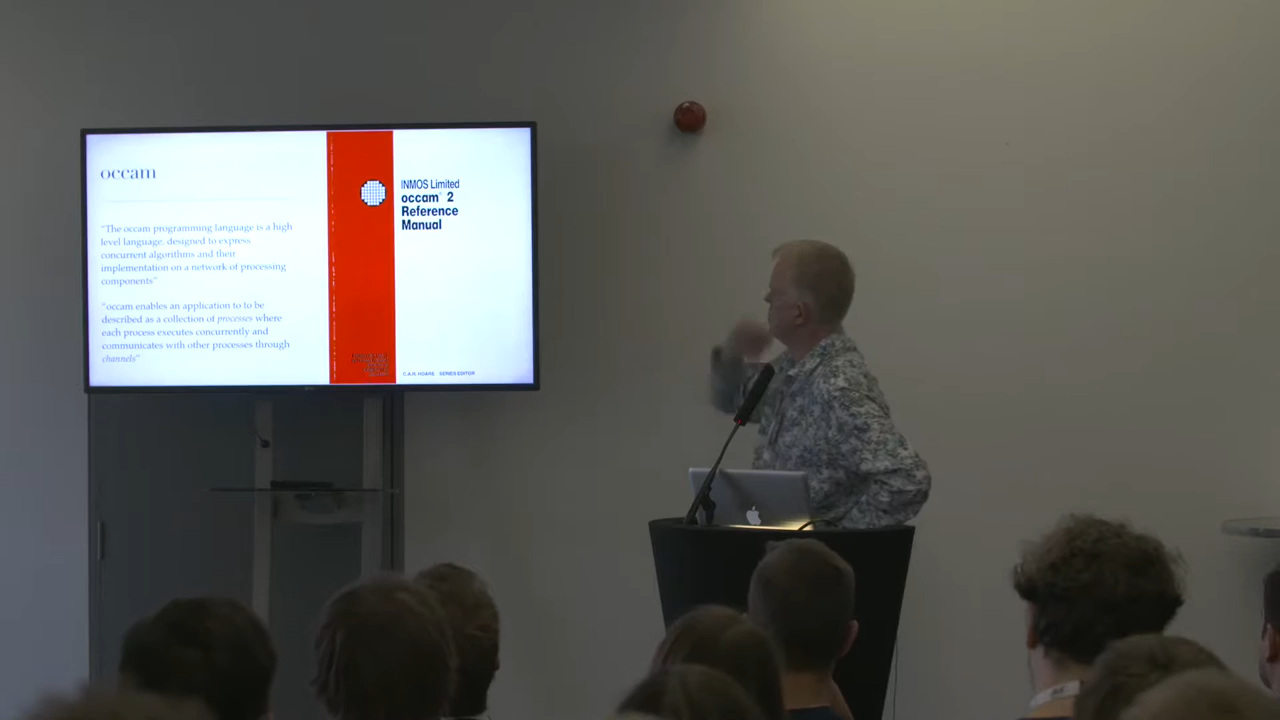 occam
"The occam programming language is a high
level language, designed to express
concurrent algorithms and their
implementation on a network of processing
components"
"occam enables an application to to be
described as a collection of processes where
each process executes concurrently and
communicates with other processes through
channels"
INMOS Limited
occam® 2
Reference
Manual
C.A.R. HOARE SERIES EDITOR